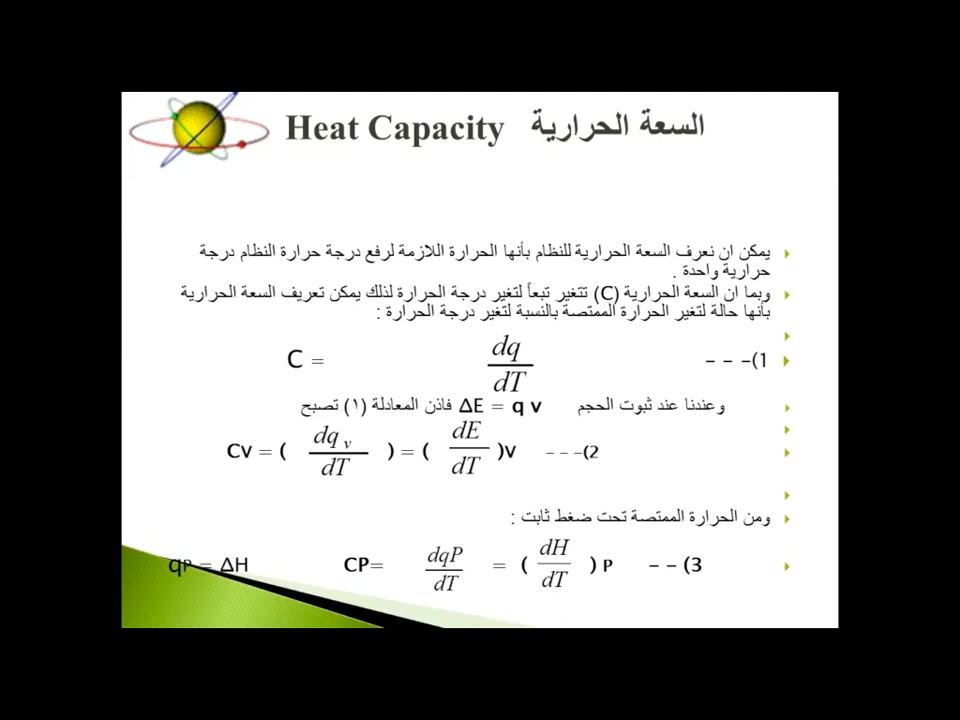 السعة الحرارية Heat Capacity
يمكن ان نعرف السعة الحرارية للنظام بأنها الحرارة اللازمة لرفع درجة حرارة النظام درجة
حرارية واحدة .
وبما ان السعة الحرارية (C) تتغير تبعاً لتغير درجة الحرارة لذلك يمكن تعريف السعة الحرارية
بأنها حالة لتغير الحرارة الممتصة بالنسبة لتغير درجة الحرارة :
C = dq/dT - - -(1
وعندنا عند ثبوت الحجم ΔE = q v فاذن المعادلة (١) تصبح
Cv = ( dq v/dT ) = ( dE/dT )v - - -(2
ومن الحرارة الممتصة تحت ضغط ثابت :
qP = ΔH CP= dqP/dT = ( dH/dT ) P - - (3